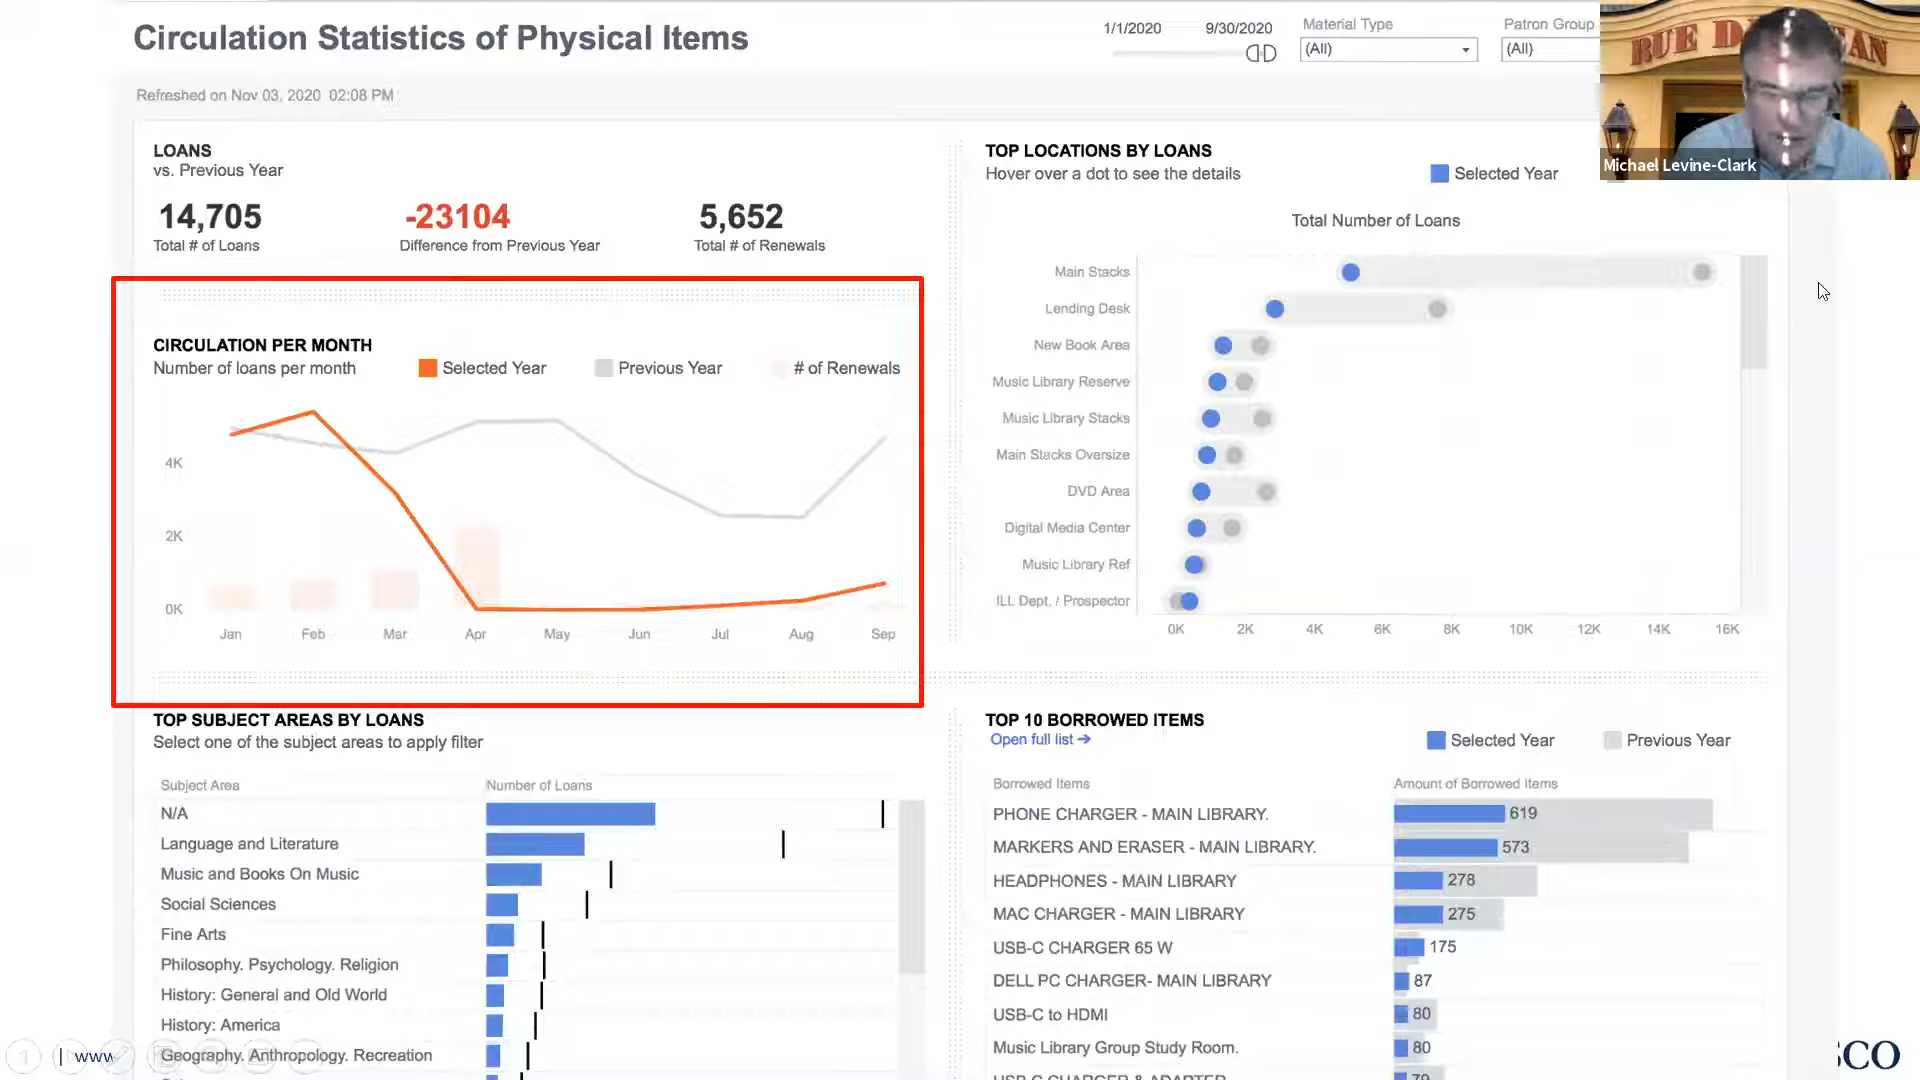 Circulation Statistics of Physical Items
1/1/2020 9/30/2020
Material Type
(All)
Patron Group
(All)
Refreshed on Nov 03, 2020 02:08 PM
Michael Levine-Clark
LOANS
vs. Previous Year
14,705
Total # of Loans
-23104
Difference from Previous Year
5,652
Total # of Renewals
CIRCULATION PER MONTH
Number of loans per month
Selected Year
Previous Year
# of Renewals
4K
2K
0K
Jan Feb Mar Apr May Jun Jul Aug Sep
TOP LOCATIONS BY LOANS
Hover over a dot to see the details
Selected Year
Total Number of Loans
Main Stacks
Lending Desk
New Book Area
Music Library Reserve
Music Library Stacks
Main Stacks Oversize
DVD Area
Digital Media Center
Music Library Ref
ILL Dept. / Prospector
0K 2K 4K 6K 8K 10K 12K 14K 16K
TOP SUBJECT AREAS BY LOANS
Select one of the subject areas to apply filter
Subject Area Number of Loans
N/A
Language and Literature
Music and Books On Music
Social Sciences
Fine Arts
Philosophy. Psychology. Religion
History: General and Old World
History: America
Geography. Anthropology. Recreation
TOP 10 BORROWED ITEMS
Open full list →
Selected Year
Previous Year
Borrowed Items Amount of Borrowed Items
PHONE CHARGER - MAIN LIBRARY. 619
MARKERS AND ERASER - MAIN LIBRARY. 573
HEADPHONES - MAIN LIBRARY 278
MAC CHARGER - MAIN LIBRARY 275
USB-C CHARGER 65 W 175
DELL PC CHARGER- MAIN LIBRARY 87
USB-C to HDMI 80
Music Library Group Study Room. 80
USB-C CHARGER & ADAPTER 79
| www
SCO